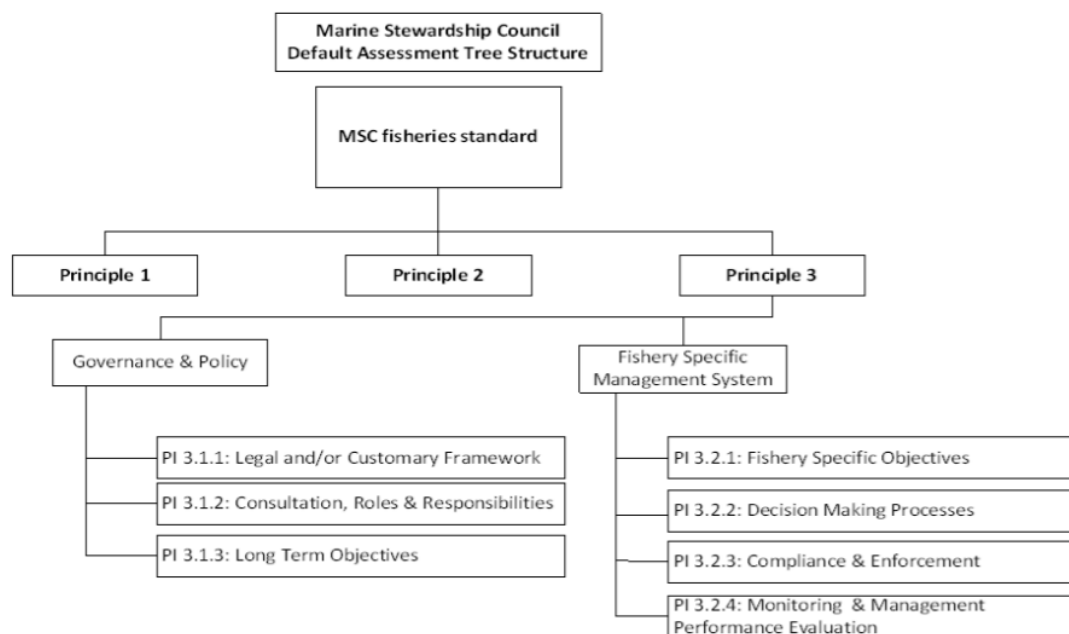 Marine Stewardship Council
Default Assessment Tree Structure
MSC fisheries standard
Principle 1
Principle 2
Principle 3
Governance & Policy
Fishery Specific
Management System
PI 3.1.1: Legal and/or Customary Framework
PI 3.1.2: Consultation, Roles & Responsibilities
PI 3.1.3: Long Term Objectives
PI 3.2.1: Fishery Specific Objectives
PI 3.2.2: Decision Making Processes
PI 3.2.3: Compliance & Enforcement
PI 3.2.4: Monitoring & Management
Performance Evaluation